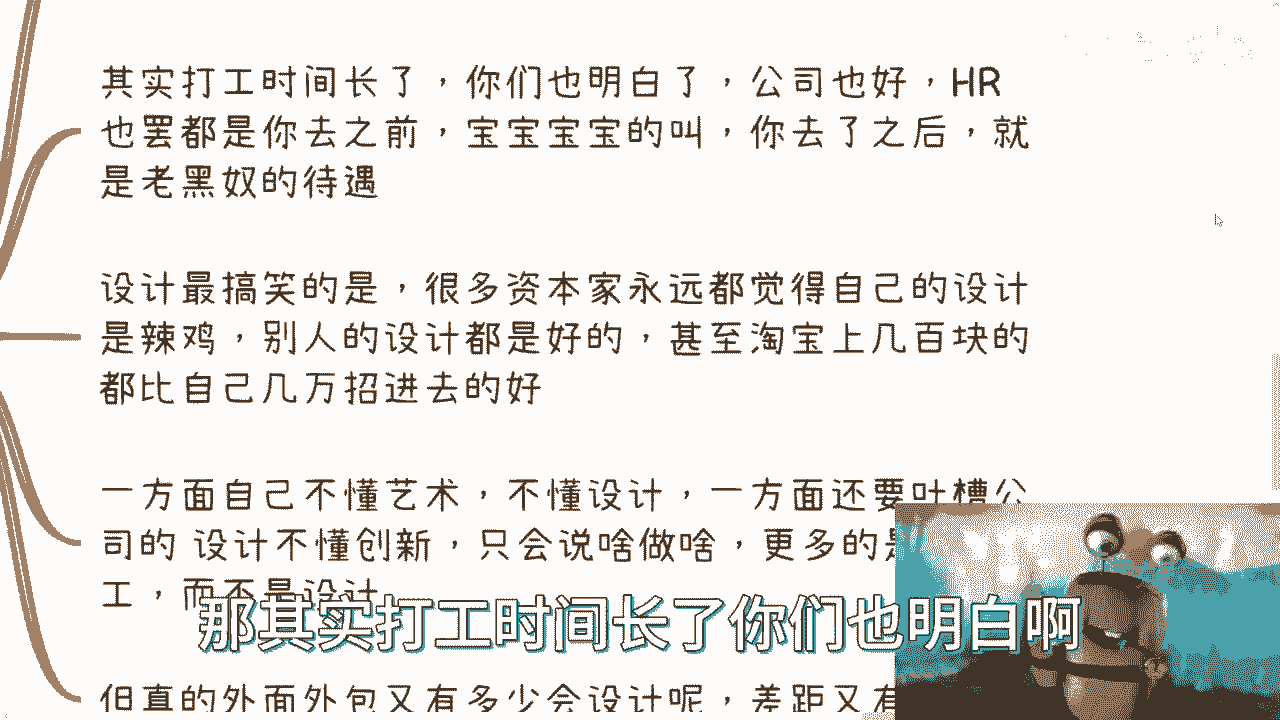 其实打工时间长了，你们也明白了，公司也好，HR
也罢都是你去之前，宝宝宝宝的叫，你去了之后，就
是老黑奴的待遇
设计最搞笑的是，很多资本家永远都觉得自己的设计
是辣鸡，别人的设计都是好的，甚至淘宝上几百块的
都比自己几万招进去的好
一方面自己不懂艺术，不懂设计，一方面还要吐槽公
司的 设计不懂创新，只会说啥做啥，更多的是
工，而不是设计
那其实打工时间长了你们也明白啊
但真的外面外包又有多少会设计呢，差距又有